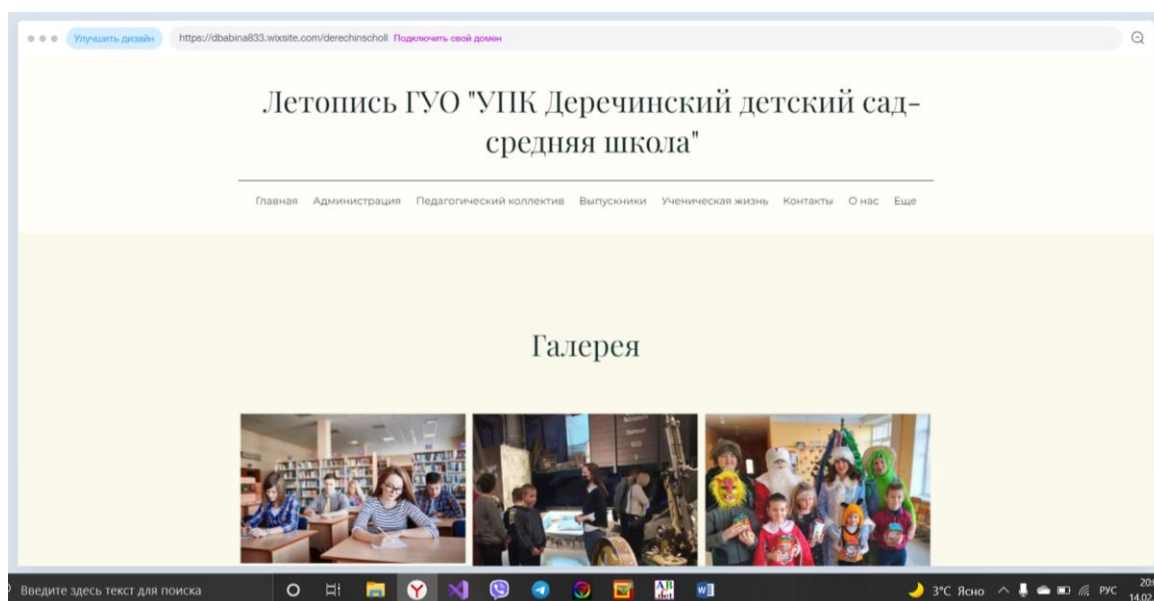 Улучшить дизайн https://dbabina833.wixsite.com/derechinscholl Подключить свой домен
Летопись ГУО "УПК Деречинский детский сад-
средняя школа"
Главная Администрация Педагогический коллектив Выпускники Ученическая жизнь Контакты О нас Еще
Галерея
Введите здесь текст для поиска
3°C Ясно
РУС
14.02